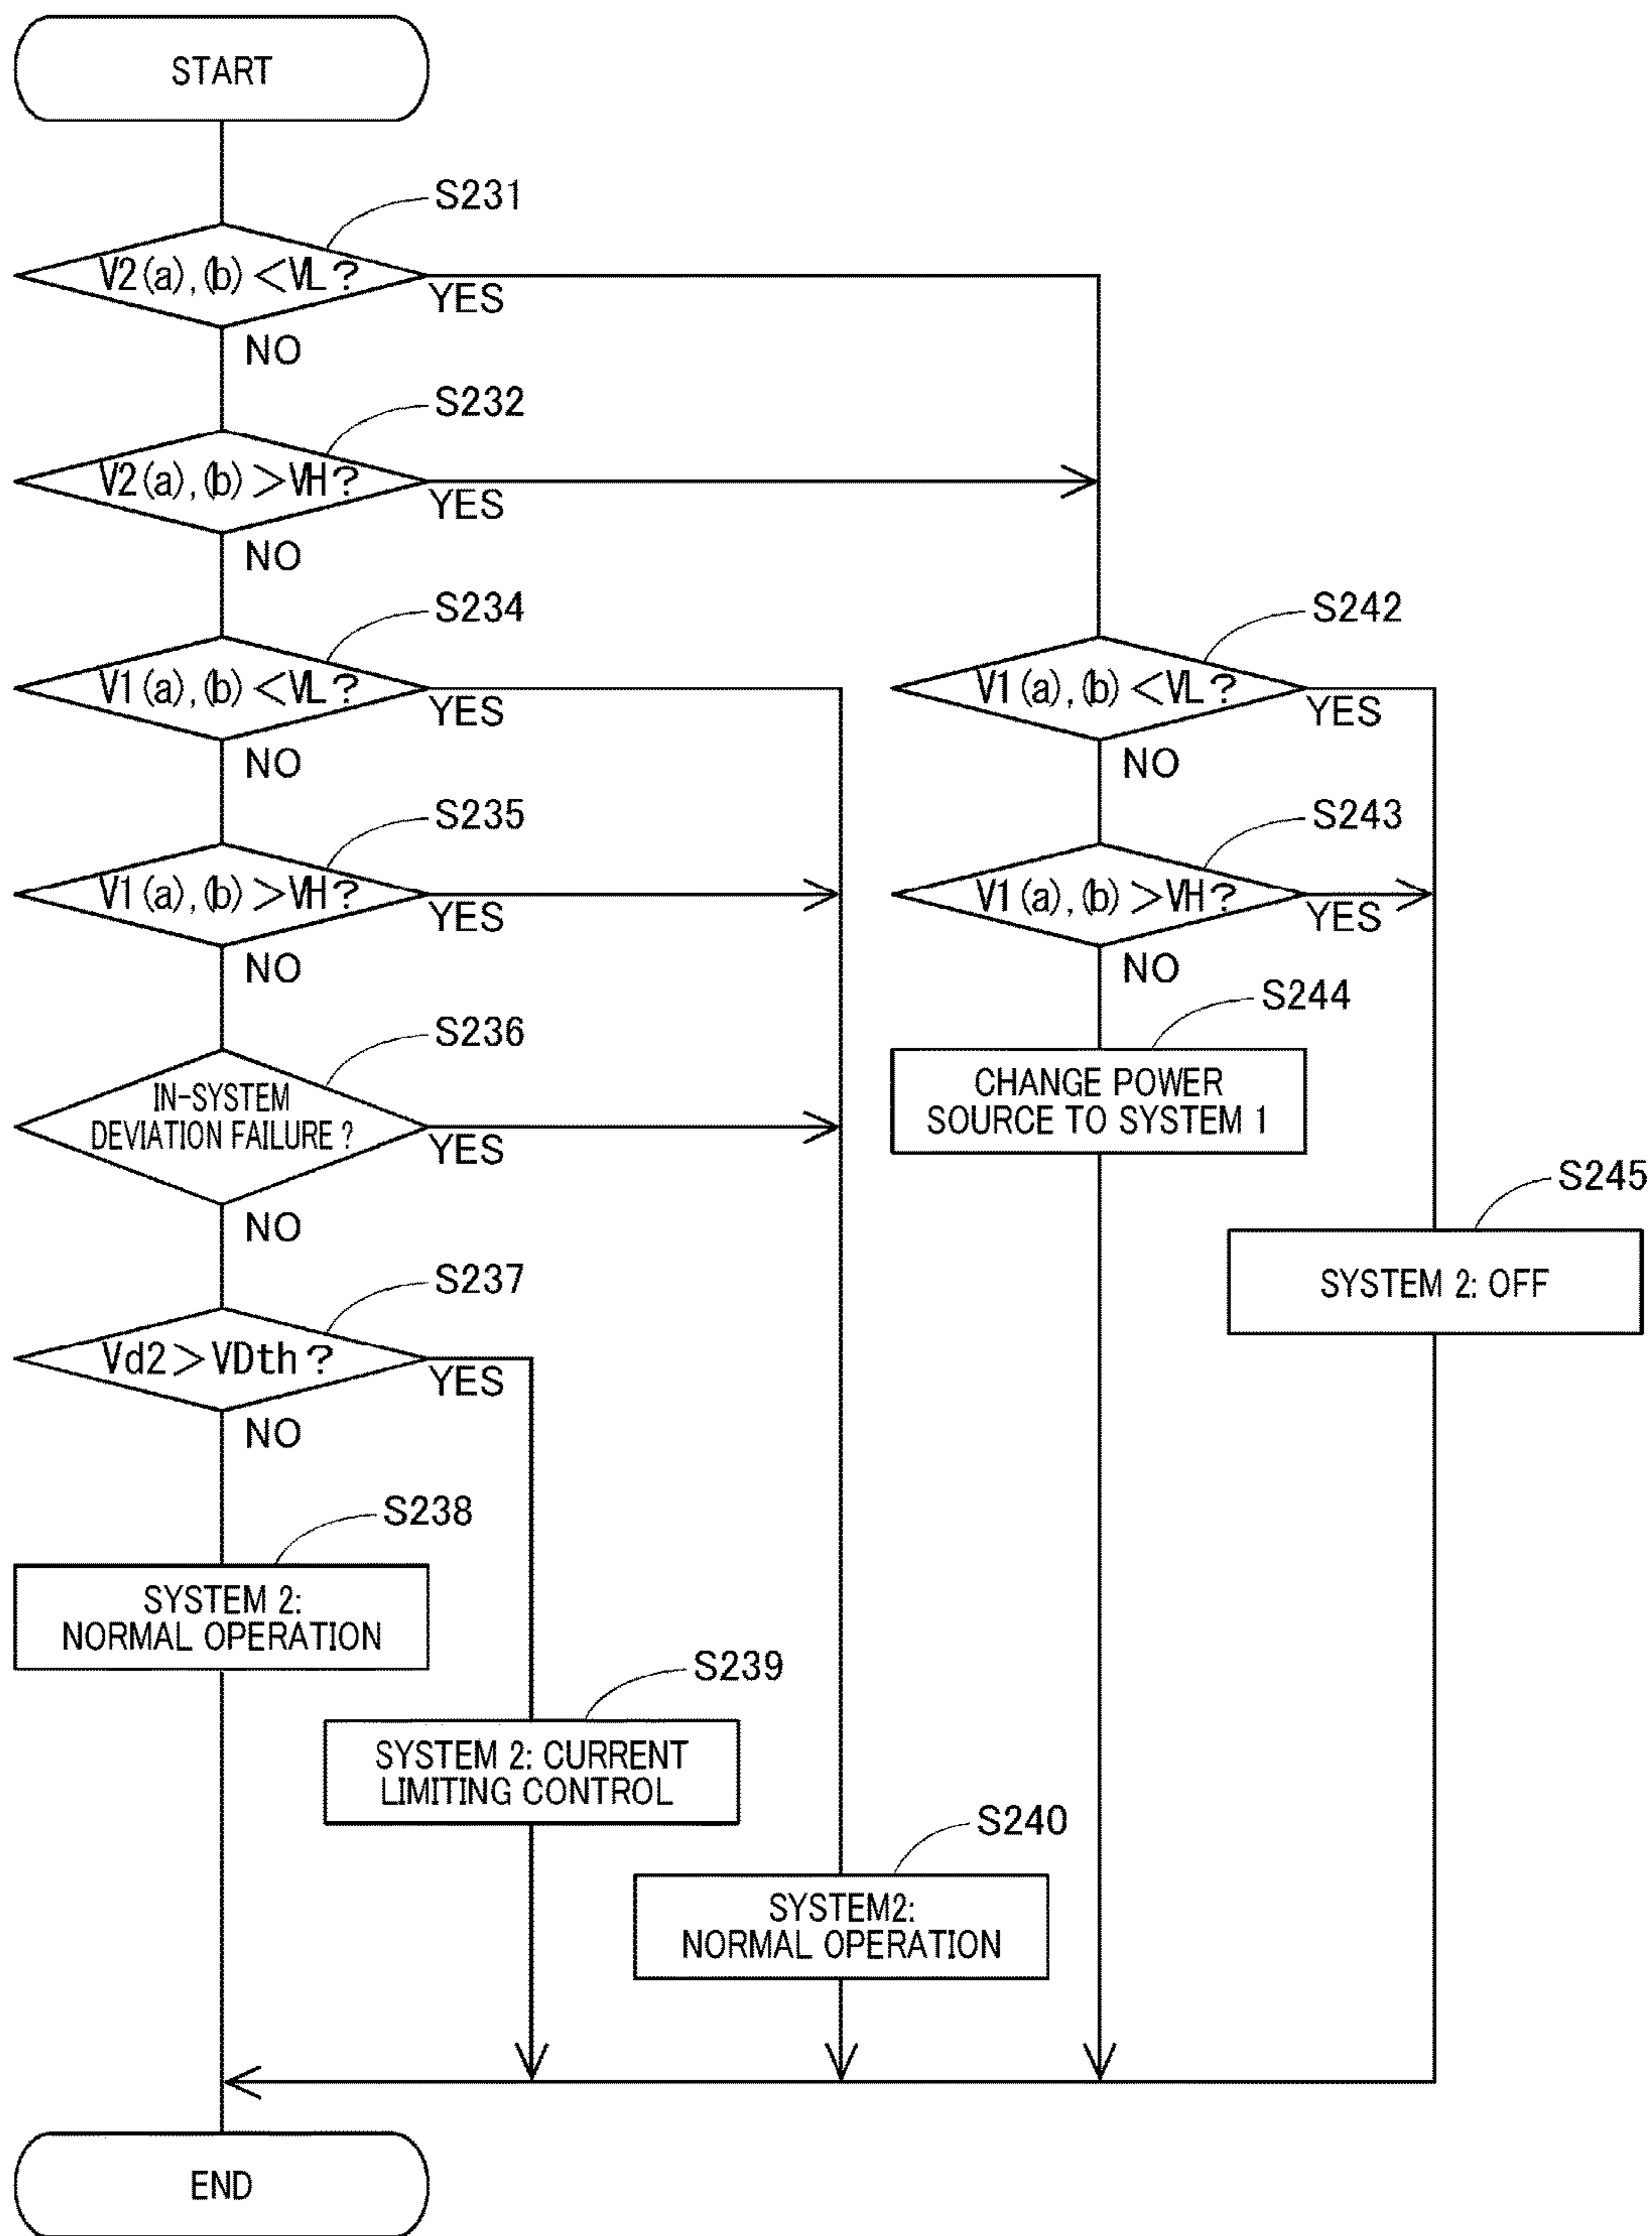 START
S231
V2(a),(b)<VL?
YES
NO
S232
V2(a),(b)>VH?
YES
NO
S234
V1(a),(b)<VL?
YES
NO
S242
V1(a),(b)<VL?
YES
NO
S235
V1(a),(b)>VH?
YES
NO
S243
V1(a),(b)>VH?
YES
NO
S236
IN-SYSTEM
DEVIATION FAILURE?
YES
NO
S244
CHANGE POWER
SOURCE TO SYSTEM 1
S245
SYSTEM 2: OFF
S237
Vd2>VDth?
YES
NO
S238
SYSTEM 2:
NORMAL OPERATION
S239
SYSTEM 2: CURRENT
LIMITING CONTROL
S240
SYSTEM2:
NORMAL OPERATION
END